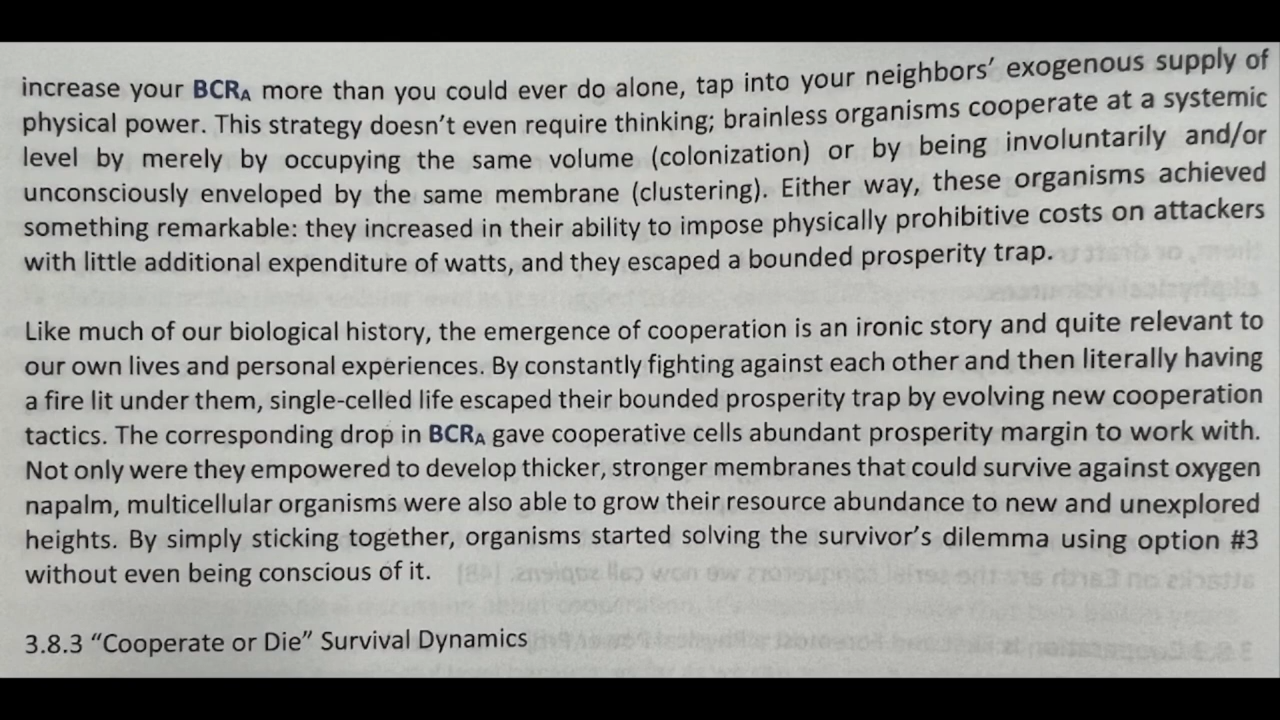 increase your BCRA more than you could ever do alone, tap into your neighbors' exogenous supply of
physical power. This strategy doesn't even require thinking; brainless organisms cooperate at a systemic
level by merely by occupying the same volume (colonization) or by being involuntarily and/or
unconsciously enveloped by the same membrane (clustering). Either way, these organisms achieved
something remarkable: they increased in their ability to impose physically prohibitive costs on attackers
with little additional expenditure of watts, and they escaped a bounded prosperity trap.
Like much of our biological history, the emergence of cooperation is an ironic story and quite relevant to
our own lives and personal experiences. By constantly fighting against each other and then literally having
a fire lit under them, single-celled life escaped their bounded prosperity trap by evolving new cooperation
tactics. The corresponding drop in BCRA gave cooperative cells abundant prosperity margin to work with.
Not only were they empowered to develop thicker, stronger membranes that could survive against oxygen
napalm, multicellular organisms were also able to grow their resource abundance to new and unexplored
heights. By simply sticking together, organisms started solving the survivor's dilemma using option #3
without even being conscious of it.
3.8.3 "Cooperate or Die" Survival Dynamics